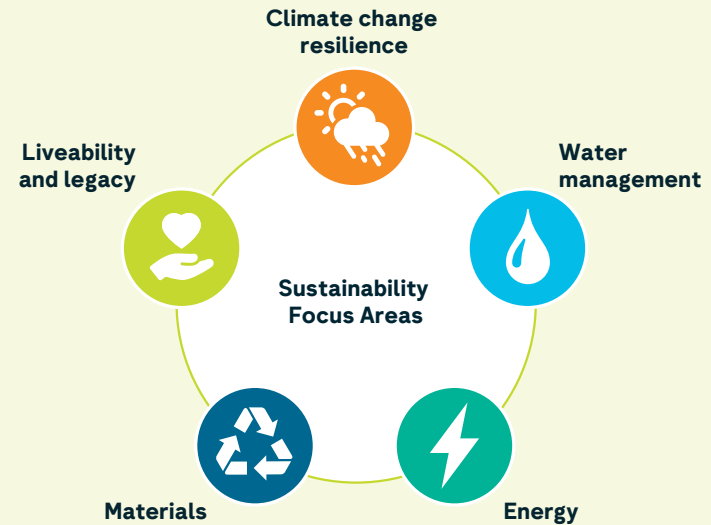 Climate change
resilience
Liveability
and legacy
Water
management
Sustainability
Focus Areas
Materials
Energy